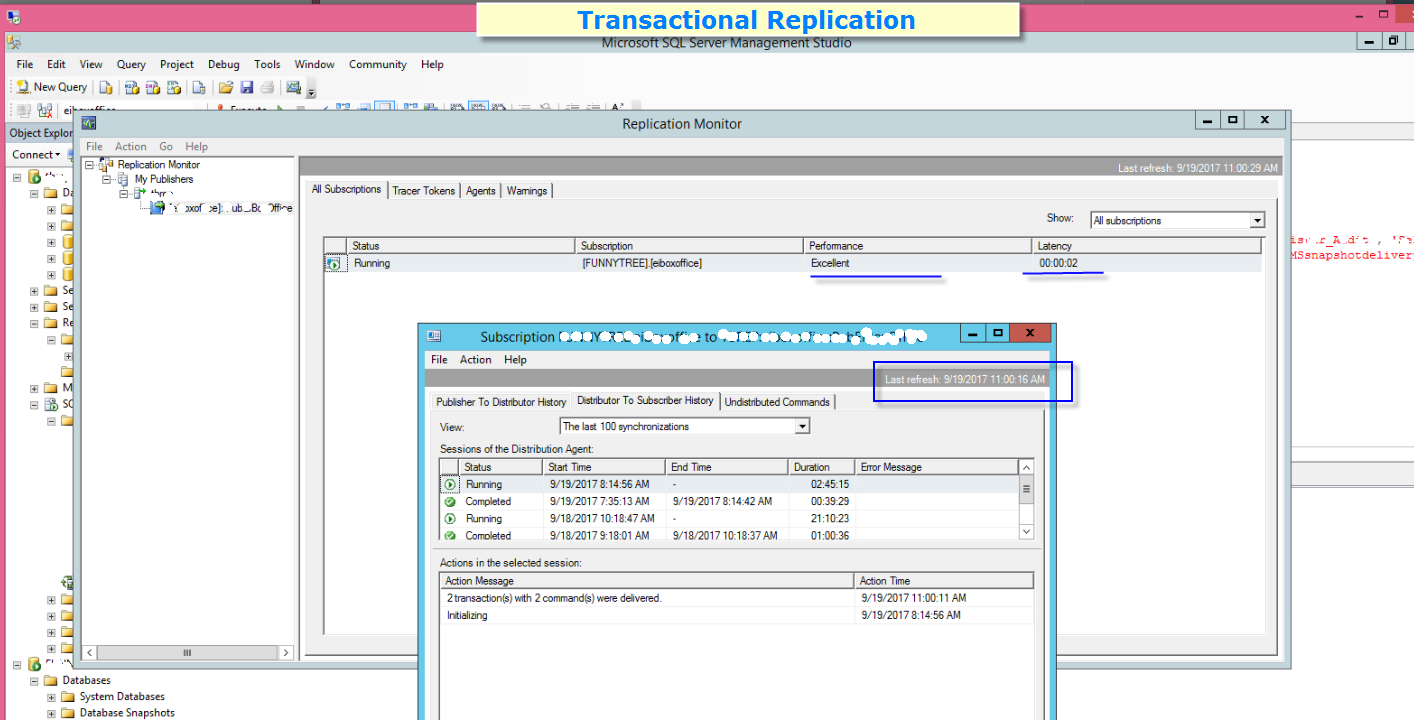 Transactional Replication
Microsoft SQL Server Management Studio
File Edit View Query Project Debug Tools Window Community Help
New Query
Execute
Object Explor
Replication Monitor
Connect
File Action Go Help
Replication Monitor
My Publishers
Last refresh: 9/19/2017 11:00:29 AM
All Subscriptions Tracer Tokens Agents Warnings
Show: All subscriptions
Status Subscription Performance Latency
Running [FUNNYTREE].[eiboxoffice] Excellent 00:00:02
MSsnapshotdeliver
Subscription to
File Action Help
Last refresh: 9/19/2017 11:00:16 AM
Publisher To Distributor History Distributor To Subscriber History Undistributed Commands
View: The last 100 synchronizations
Sessions of the Distribution Agent:
Status Start Time End Time Duration Error Message
Running 9/19/2017 8:14:56 AM - 02:45:15
Completed 9/19/2017 7:35:13 AM 9/19/2017 8:14:42 AM 00:39:29
Running 9/18/2017 10:18:47 AM - 21:10:23
Completed 9/18/2017 9:18:01 AM 9/18/2017 10:18:37 AM 01:00:36
Actions in the selected session:
Action Message Action Time
2 transaction(s) with 2 command(s) were delivered. 9/19/2017 11:00:11 AM
Initializing 9/19/2017 8:14:56 AM
Da
Se
Se
Re
M
SC
Databases
System Databases
Database Snapshots